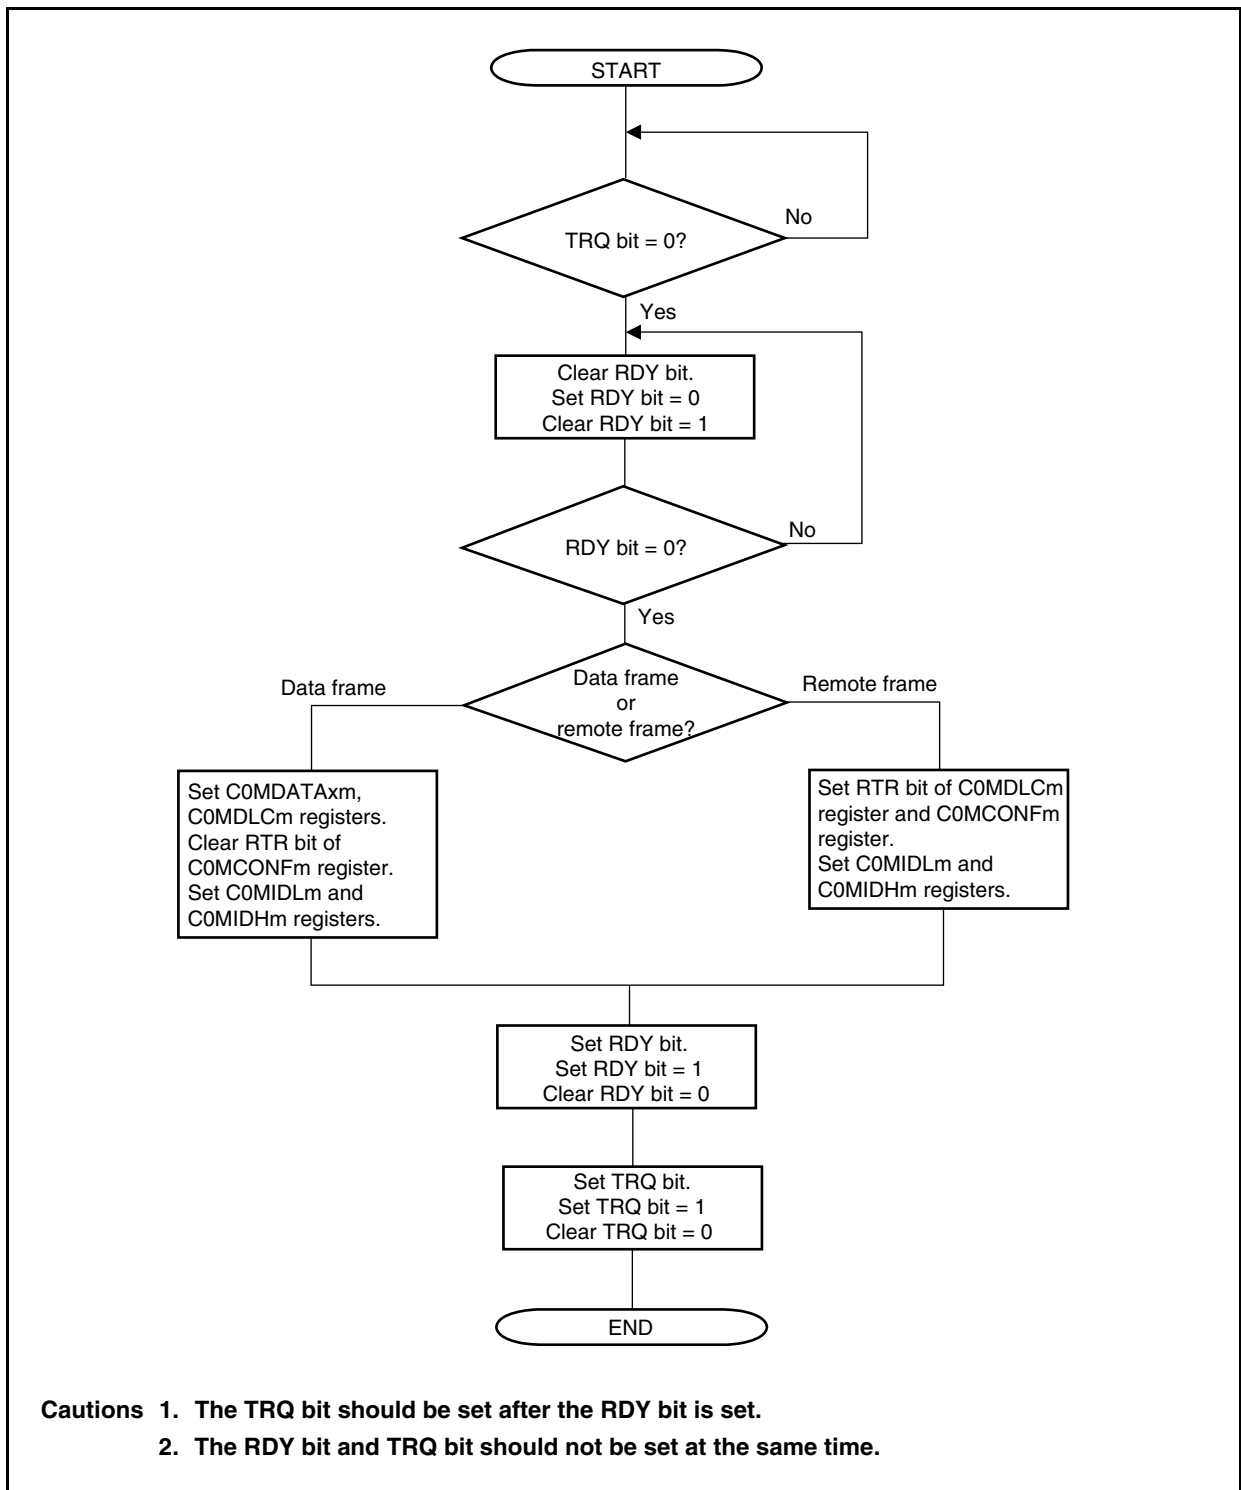 START
No
TRQ bit = 0?
Yes
Clear RDY bit.
Set RDY bit = 0
Clear RDY bit = 1
No
RDY bit = 0?
Yes
Data frame
or
remote frame?
Data frame
Remote frame
Set C0MDATAxm,
C0MDLCm registers.
Clear RTR bit of
C0MCONFm register.
Set C0MIDLm and
C0MIDHm registers.
Set RTR bit of C0MDLCm
register and C0MCONFm
register.
Set C0MIDLm and
C0MIDHm registers.
Set RDY bit.
Set RDY bit = 1
Clear RDY bit = 0
Set TRQ bit.
Set TRQ bit = 1
Clear TRQ bit = 0
END
Cautions 1. The TRQ bit should be set after the RDY bit is set.
2. The RDY bit and TRQ bit should not be set at the same time.